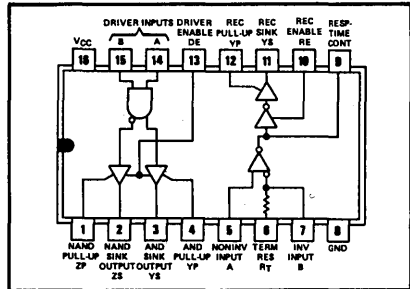 DRIVER INPUTS
DRIVER ENABLE DE
REC PULL-UP YP
REC SINK YS
REC ENABLE RE
RESP-TIME CONT
VCC B A
16 15 14 13 12 11 10 9
1 2 3 4 5 6 7 8
NAND PULL-UP ZP
NAND SINK OUTPUT ZS
AND SINK OUTPUT YS
AND PULL-UP YP
NONINV INPUT A
TERM RES RT
INV INPUT B
GND